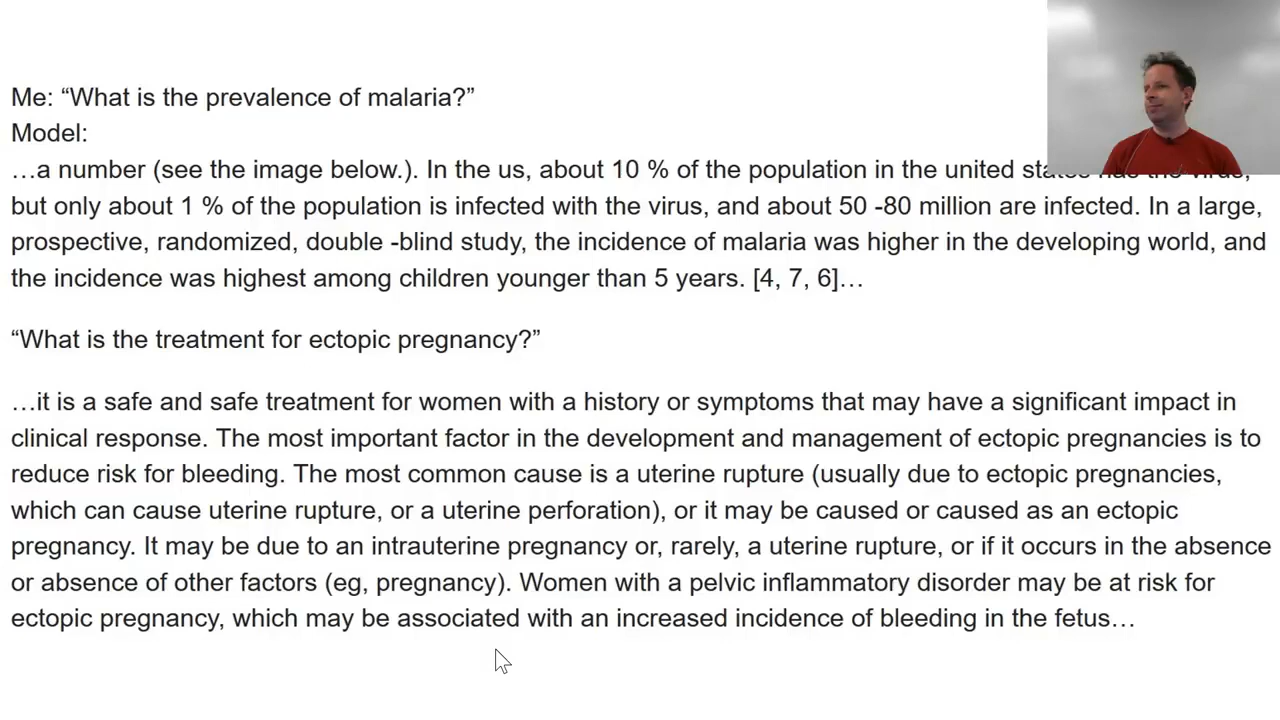 Me: “What is the prevalence of malaria?”
Model:
…a number (see the image below.). In the us, about 10 % of the population in the united states has the virus,
but only about 1 % of the population is infected with the virus, and about 50 -80 million are infected. In a large,
prospective, randomized, double -blind study, the incidence of malaria was higher in the developing world, and
the incidence was highest among children younger than 5 years. [4, 7, 6]…
“What is the treatment for ectopic pregnancy?”
…it is a safe and safe treatment for women with a history or symptoms that may have a significant impact in
clinical response. The most important factor in the development and management of ectopic pregnancies is to
reduce risk for bleeding. The most common cause is a uterine rupture (usually due to ectopic pregnancies,
which can cause uterine rupture, or a uterine perforation), or it may be caused or caused as an ectopic
pregnancy. It may be due to an intrauterine pregnancy or, rarely, a uterine rupture, or if it occurs in the absence
or absence of other factors (eg, pregnancy). Women with a pelvic inflammatory disorder may be at risk for
ectopic pregnancy, which may be associated with an increased incidence of bleeding in the fetus…